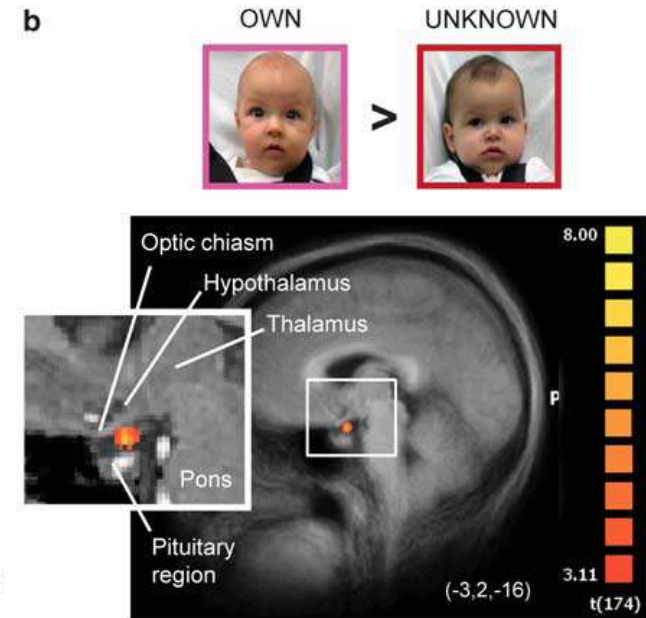 b
OWN
UNKNOWN
>
Optic chiasm
Hypothalamus
Thalamus
Pons
Pituitary
region
8.00
P
3.11
t(174)
(-3,2,-16)